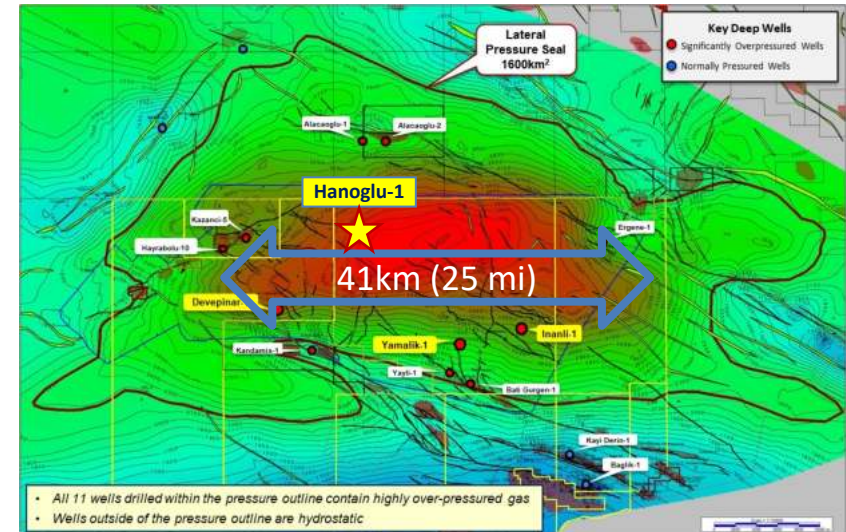 Lateral
Pressure Seal
1600km²
Key Deep Wells
Significantly Overpressured Wells
Normally Pressured Wells
Alacaoglu-1
Alacaoglu-2
Hanoglu-1
Kazanci-5
Hayrabolu-10
Ergene-1
41km (25 mi)
Devepinar
Inanli-1
Yamalik-1
Kandamis-1
Yayli-1
Bati Gurgen-1
Kayi Derin-1
Baglik-1
• All 11 wells drilled within the pressure outline contain highly over-pressured gas
• Wells outside of the pressure outline are hydrostatic